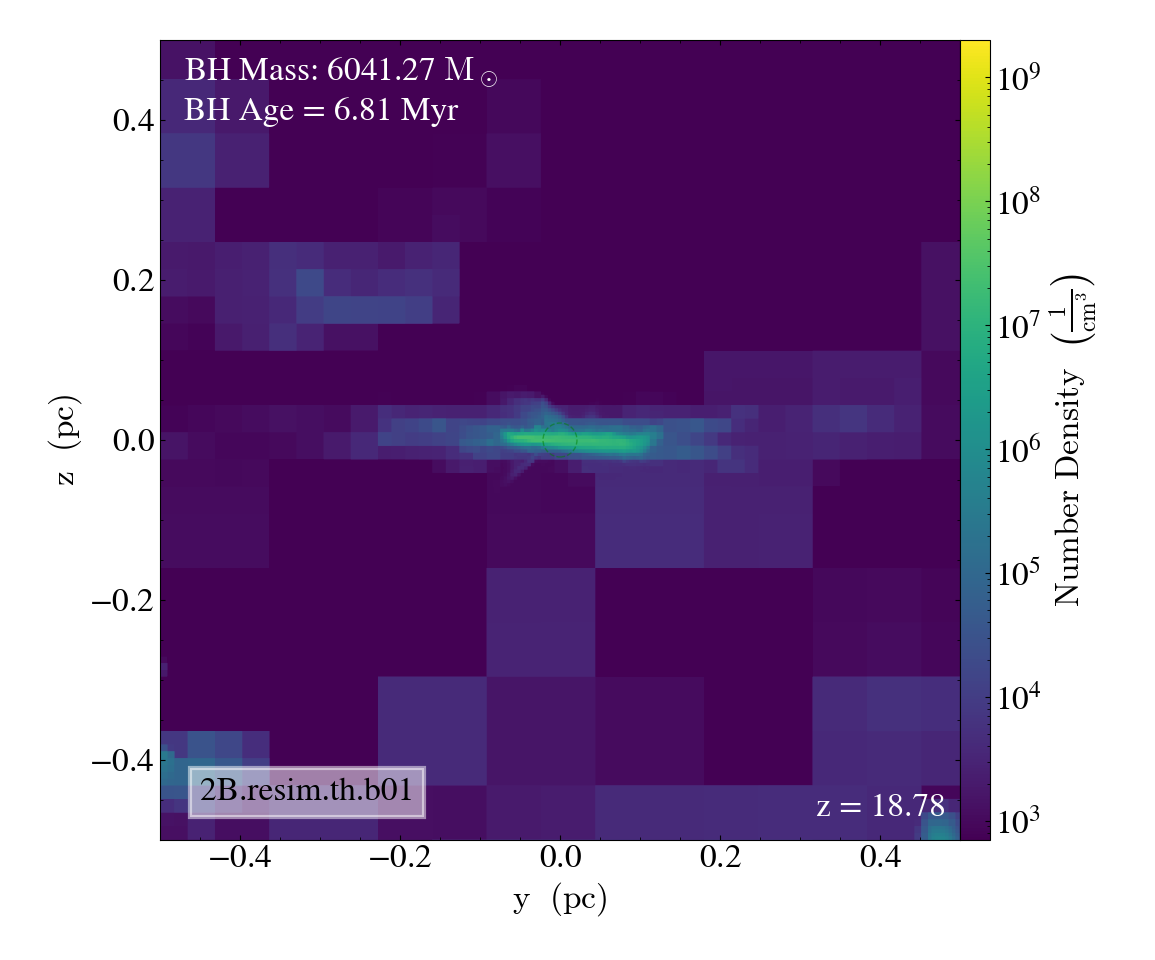 BH Mass: 6041.27 M⊙
BH Age = 6.81 Myr
0.4
0.2
0.0
−0.2
−0.4
z (pc)
2B.resim.th.b01
z = 18.78
−0.4 −0.2 0.0 0.2 0.4
y (pc)
10⁹
10⁸
10⁷
10⁶
10⁵
10⁴
10³
Number Density (1/cm³)